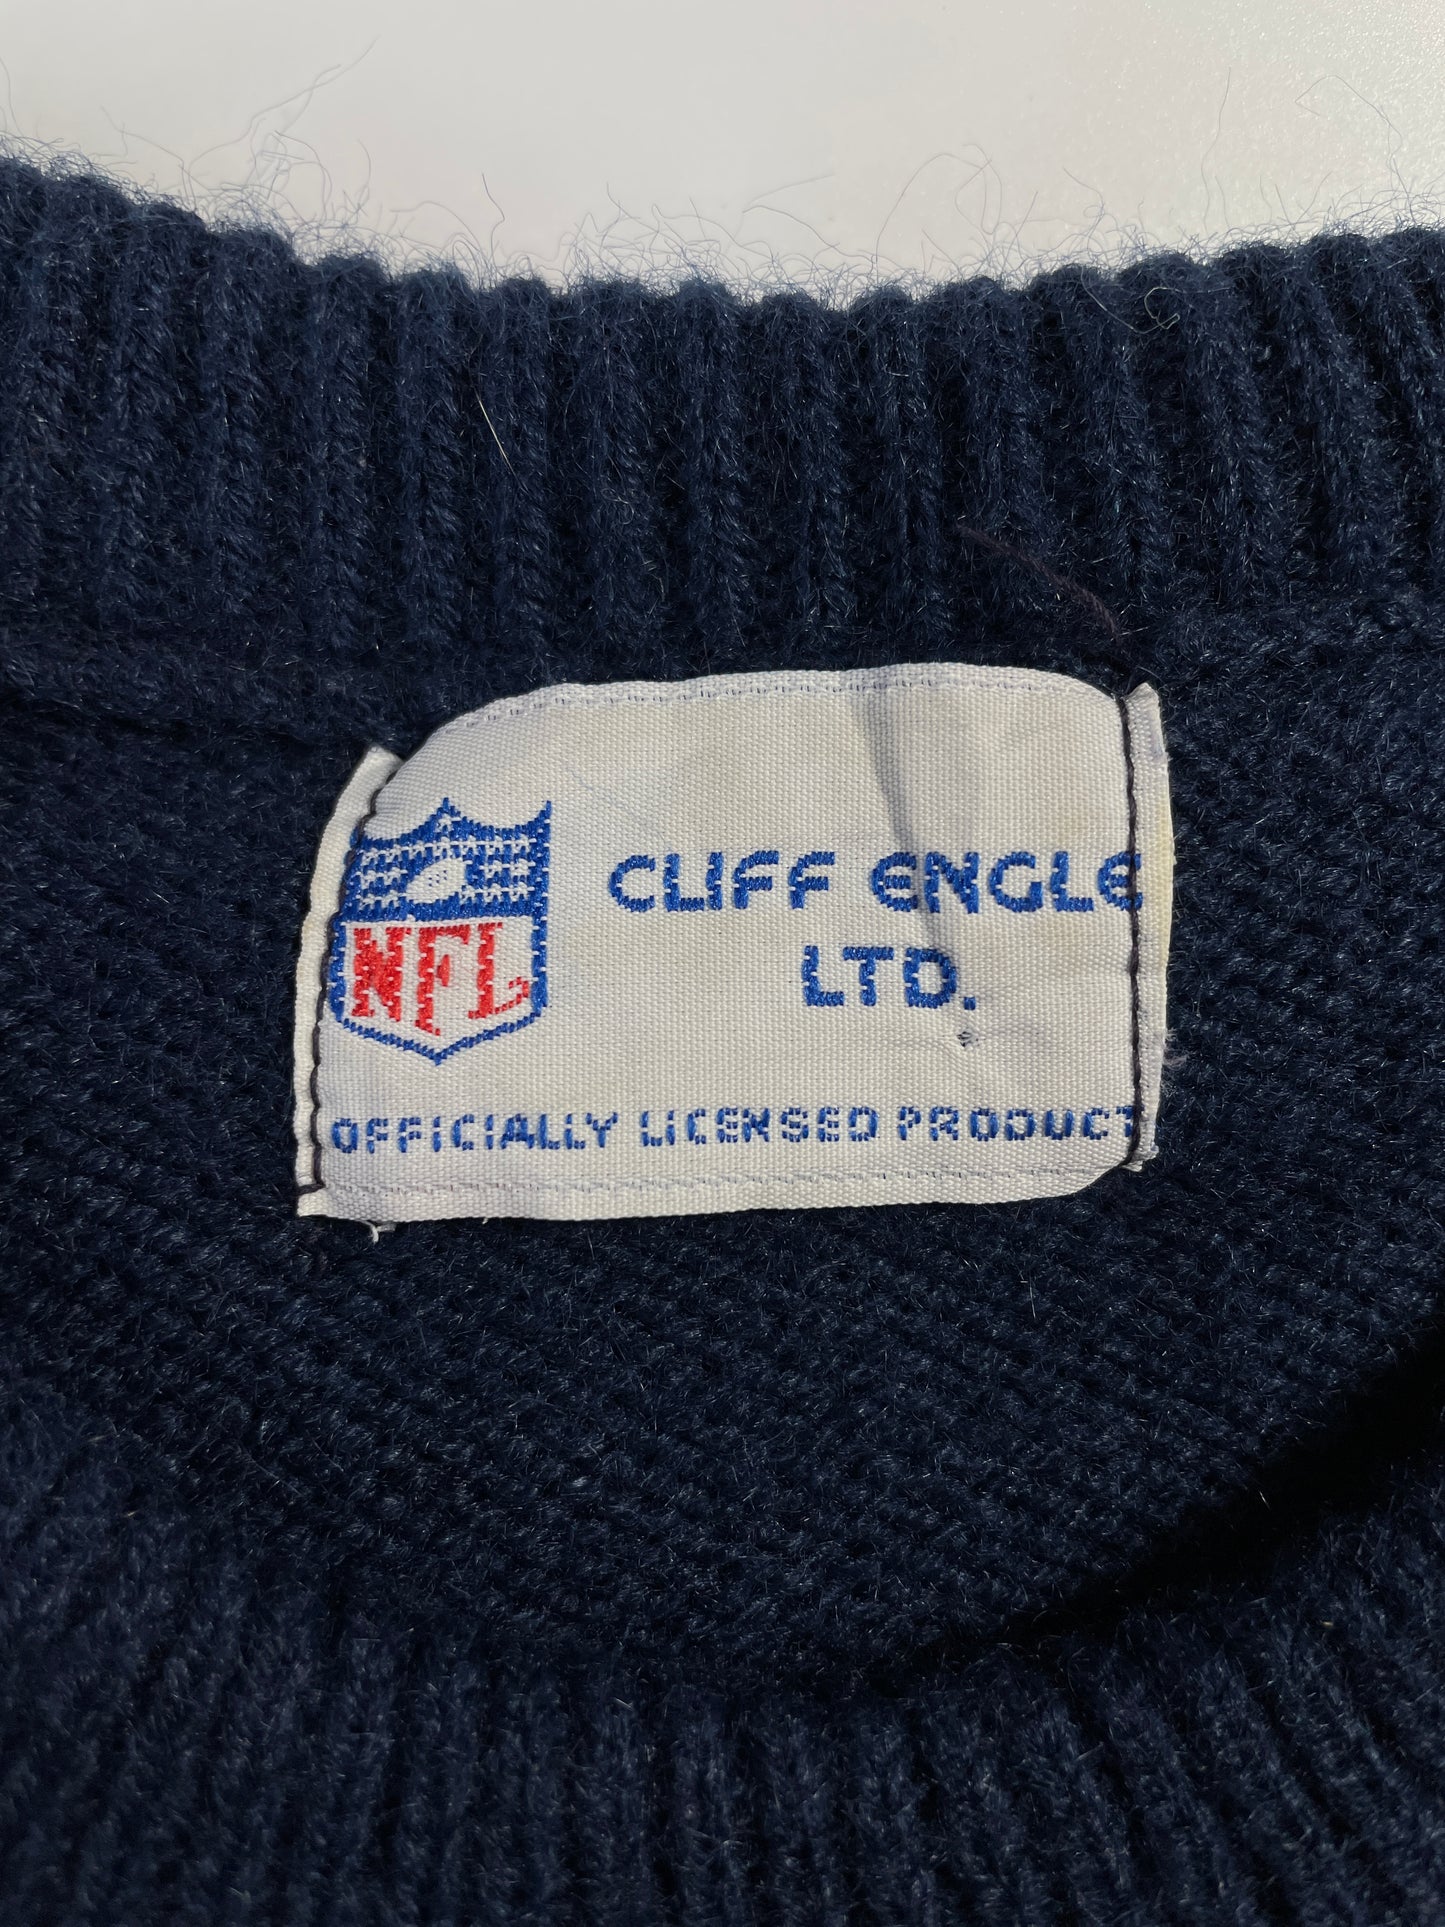 CLIFF ENGLE
LTD.
NFL
OFFICIALLY LICENSED PRODUCT